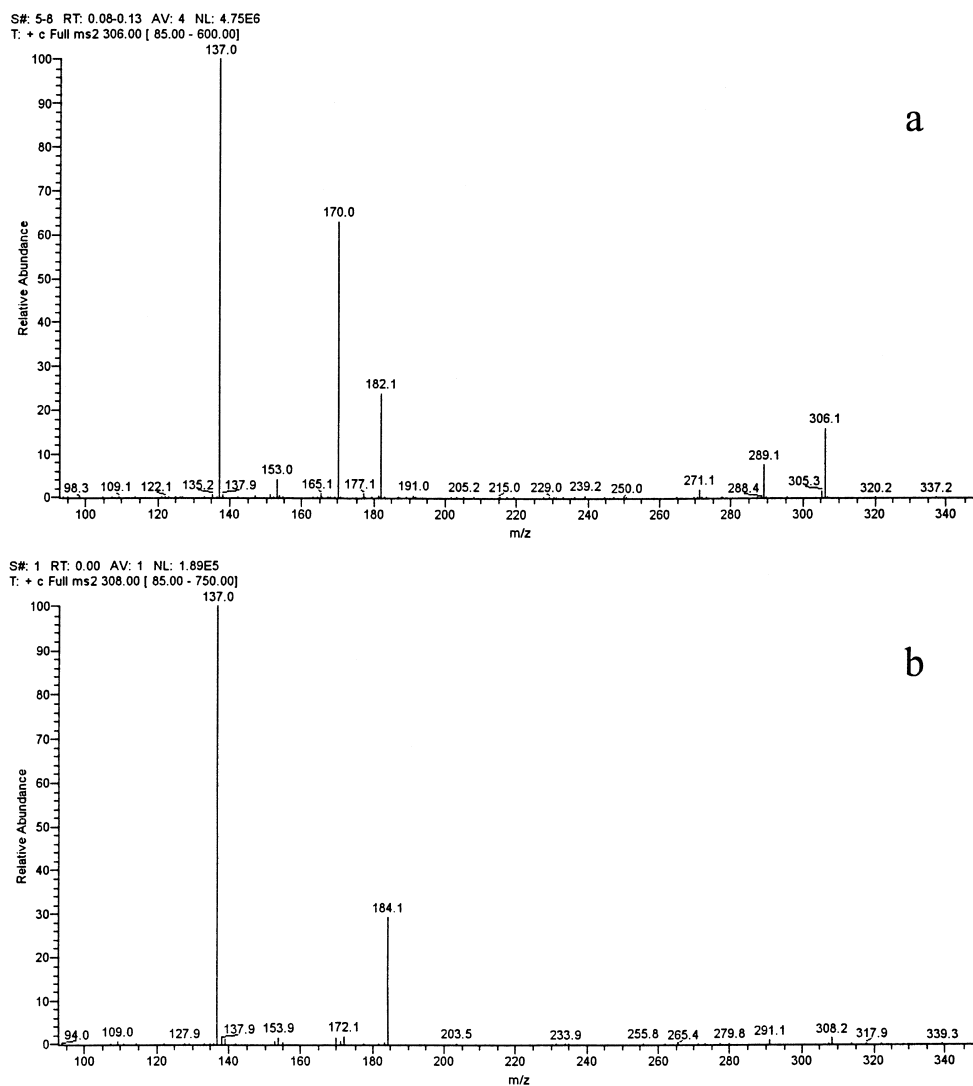 S#: 5-8 RT: 0.08-0.13 AV: 4 NL: 4.75E6
T: + c Full ms2 306.00 [ 85.00 - 600.00]
137.0
100
a
90
80
70
170.0
60
50
40
30
182.1
20
306.1
10
289.1
153.0
98.3 109.1 122.1 135.2 137.9 165.1 177.1 191.0 205.2 215.0 229.0 239.2 250.0 271.1 288.4 305.3 320.2 337.2
0
100 120 140 160 180 200 220 240 260 280 300 320 340
m/z
Relative Abundance
S#: 1 RT: 0.00 AV: 1 NL: 1.89E5
T: + c Full ms2 308.00 [ 85.00 - 750.00]
137.0
100
b
90
80
70
60
50
40
30
184.1
20
10
94.0 109.0 127.9 137.9 153.9 172.1 203.5 233.9 255.8 265.4 279.8 291.1 308.2 317.9 339.3
0
100 120 140 160 180 200 220 240 260 280 300 320 340
m/z
Relative Abundance